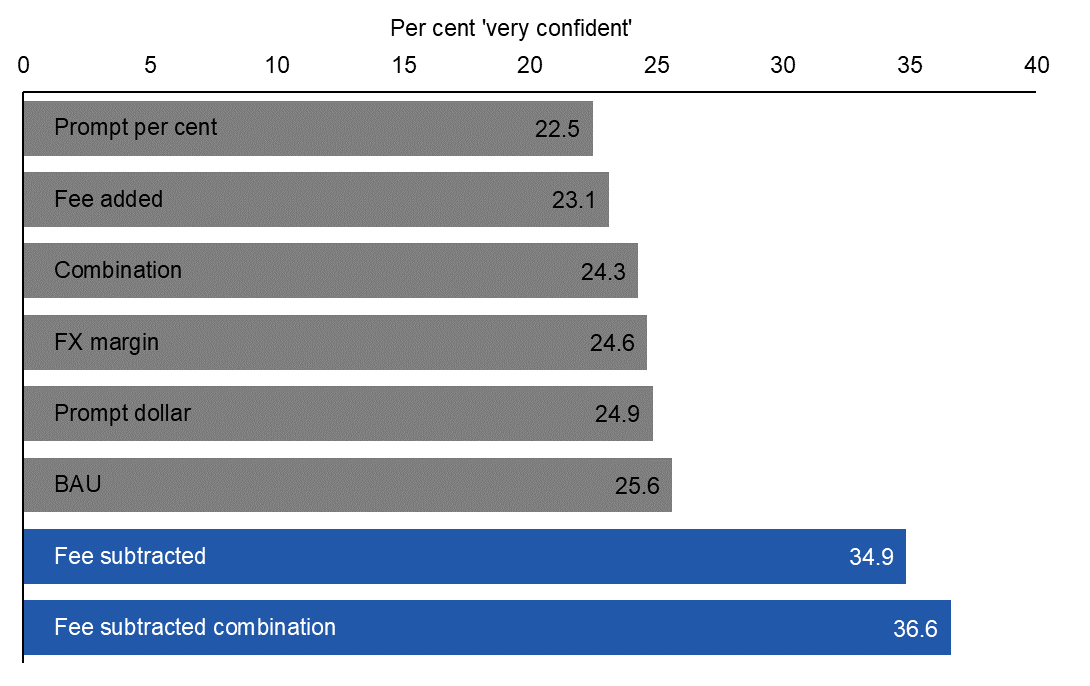 Per cent 'very confident'
0 5 10 15 20 25 30 35 40
Prompt per cent 22.5
Fee added 23.1
Combination 24.3
FX margin 24.6
Prompt dollar 24.9
BAU 25.6
Fee subtracted 34.9
Fee subtracted combination 36.6